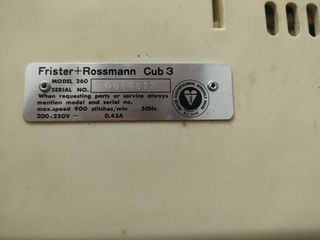 Frister+Rossmann Cub 3
MODEL 260
SERIAL NO.
When requesting parts or service always
mention model and serial no.
max.speed 900 stitches/min 50Hz
200-250V ~ 0.43A